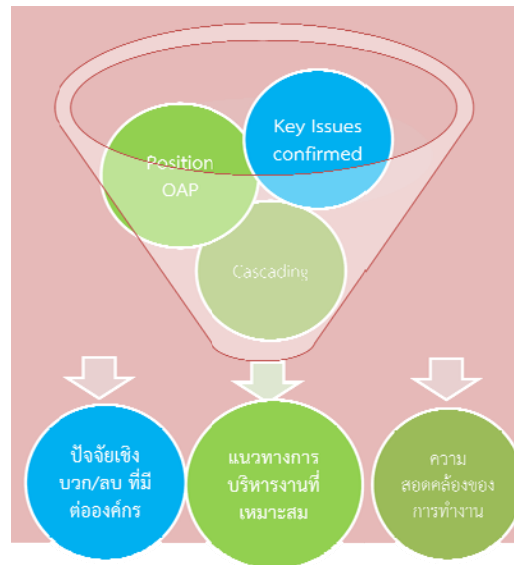 Key Issues
confirmed
Position
OAP
Cascading
ปัจจัยเชิง
บวก/ลบ ที่มี
ต่อองค์กร
แนวทางการ
บริหารงานที่
เหมาะสม
ความ
สอดคล้องของ
การทำงาน